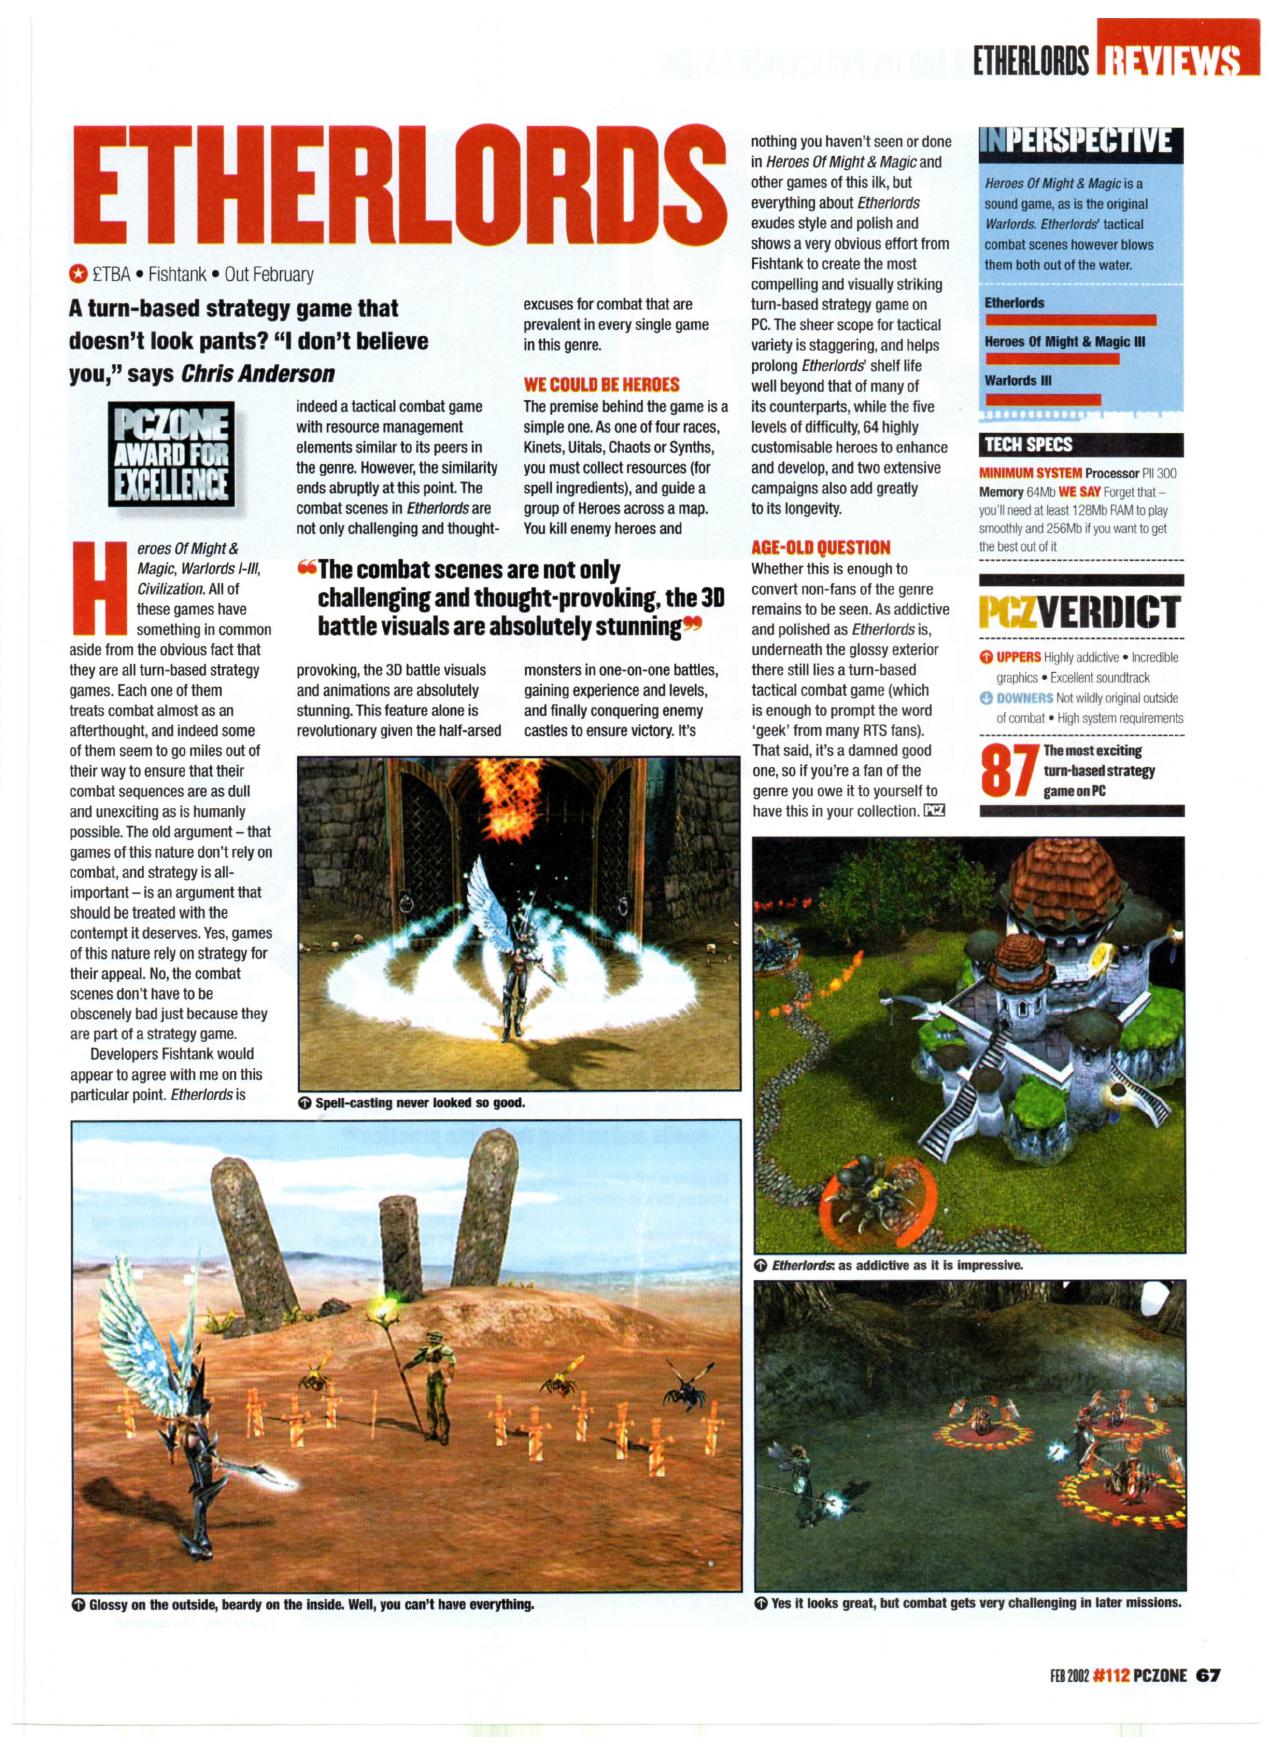 ETHERLORDS REVIEWS
ETHERLORDS
£TBA • Fishtank • Out February
A turn-based strategy game that
doesn't look pants? “I don't believe
you,” says Chris Anderson
PCZONE
AWARD FOR
EXCELLENCE
Heroes Of Might &
Magic, Warlords I-III,
Civilization. All of
these games have
something in common
aside from the obvious fact that
they are all turn-based strategy
games. Each one of them
treats combat almost as an
afterthought, and indeed some
of them seem to go miles out of
their way to ensure that their
combat sequences are as dull
and unexciting as is humanly
possible. The old argument – that
games of this nature don't rely on
combat, and strategy is all-
important – is an argument that
should be treated with the
contempt it deserves. Yes, games
of this nature rely on strategy for
their appeal. No, the combat
scenes don't have to be
obscenely bad just because they
are part of a strategy game.
Developers Fishtank would
appear to agree with me on this
particular point. Etherlords is
indeed a tactical combat game
with resource management
elements similar to its peers in
the genre. However, the similarity
ends abruptly at this point. The
combat scenes in Etherlords are
not only challenging and thought-
“The combat scenes are not only
challenging and thought-provoking, the 3D
battle visuals are absolutely stunning”
provoking, the 3D battle visuals
and animations are absolutely
stunning. This feature alone is
revolutionary given the half-arsed
excuses for combat that are
prevalent in every single game
in this genre.
WE COULD BE HEROES
The premise behind the game is a
simple one. As one of four races,
Kinets, Uitals, Chaots or Synths,
you must collect resources (for
spell ingredients), and guide a
group of Heroes across a map.
You kill enemy heroes and
monsters in one-on-one battles,
gaining experience and levels,
and finally conquering enemy
castles to ensure victory. It's
nothing you haven't seen or done
in Heroes Of Might & Magic and
other games of this ilk, but
everything about Etherlords
exudes style and polish and
shows a very obvious effort from
Fishtank to create the most
compelling and visually striking
turn-based strategy game on
PC. The sheer scope for tactical
variety is staggering, and helps
prolong Etherlords' shelf life
well beyond that of many of
its counterparts, while the five
levels of difficulty, 64 highly
customisable heroes to enhance
and develop, and two extensive
campaigns also add greatly
to its longevity.
AGE-OLD QUESTION
Whether this is enough to
convert non-fans of the genre
remains to be seen. As addictive
and polished as Etherlords is,
underneath the glossy exterior
there still lies a turn-based
tactical combat game (which
is enough to prompt the word
‘geek’ from many RTS fans).
That said, it's a damned good
one, so if you're a fan of the
genre you owe it to yourself to
have this in your collection. PCZ
INPERSPECTIVE
Heroes Of Might & Magic is a
sound game, as is the original
Warlords. Etherlords' tactical
combat scenes however blows
them both out of the water.
Etherlords
Heroes Of Might & Magic III
Warlords III
TECH SPECS
MINIMUM SYSTEM Processor PII 300
Memory 64Mb WE SAY Forget that –
you'll need at least 128Mb RAM to play
smoothly and 256Mb if you want to get
the best out of it
PCZVERDICT
UPPERS Highly addictive • Incredible
graphics • Excellent soundtrack
DOWNERS Not wildly original outside
of combat • High system requirements
87 The most exciting
turn-based strategy
game on PC
Spell-casting never looked so good.
Etherlords: as addictive as it is impressive.
Glossy on the outside, beardy on the inside. Well, you can't have everything.
Yes it looks great, but combat gets very challenging in later missions.
FEB 2002 #112 PCZONE 67